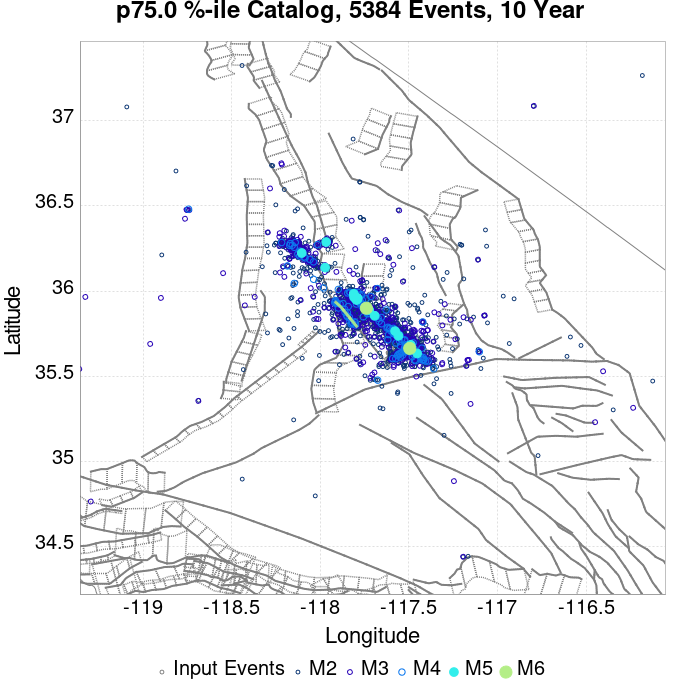 p75.0 %-ile Catalog, 5384 Events, 10 Year
37
36.5
36
35.5
35
34.5
Latitude
-119 -118.5 -118 -117.5 -117 -116.5
Longitude
Input Events M2 M3 M4 M5 M6